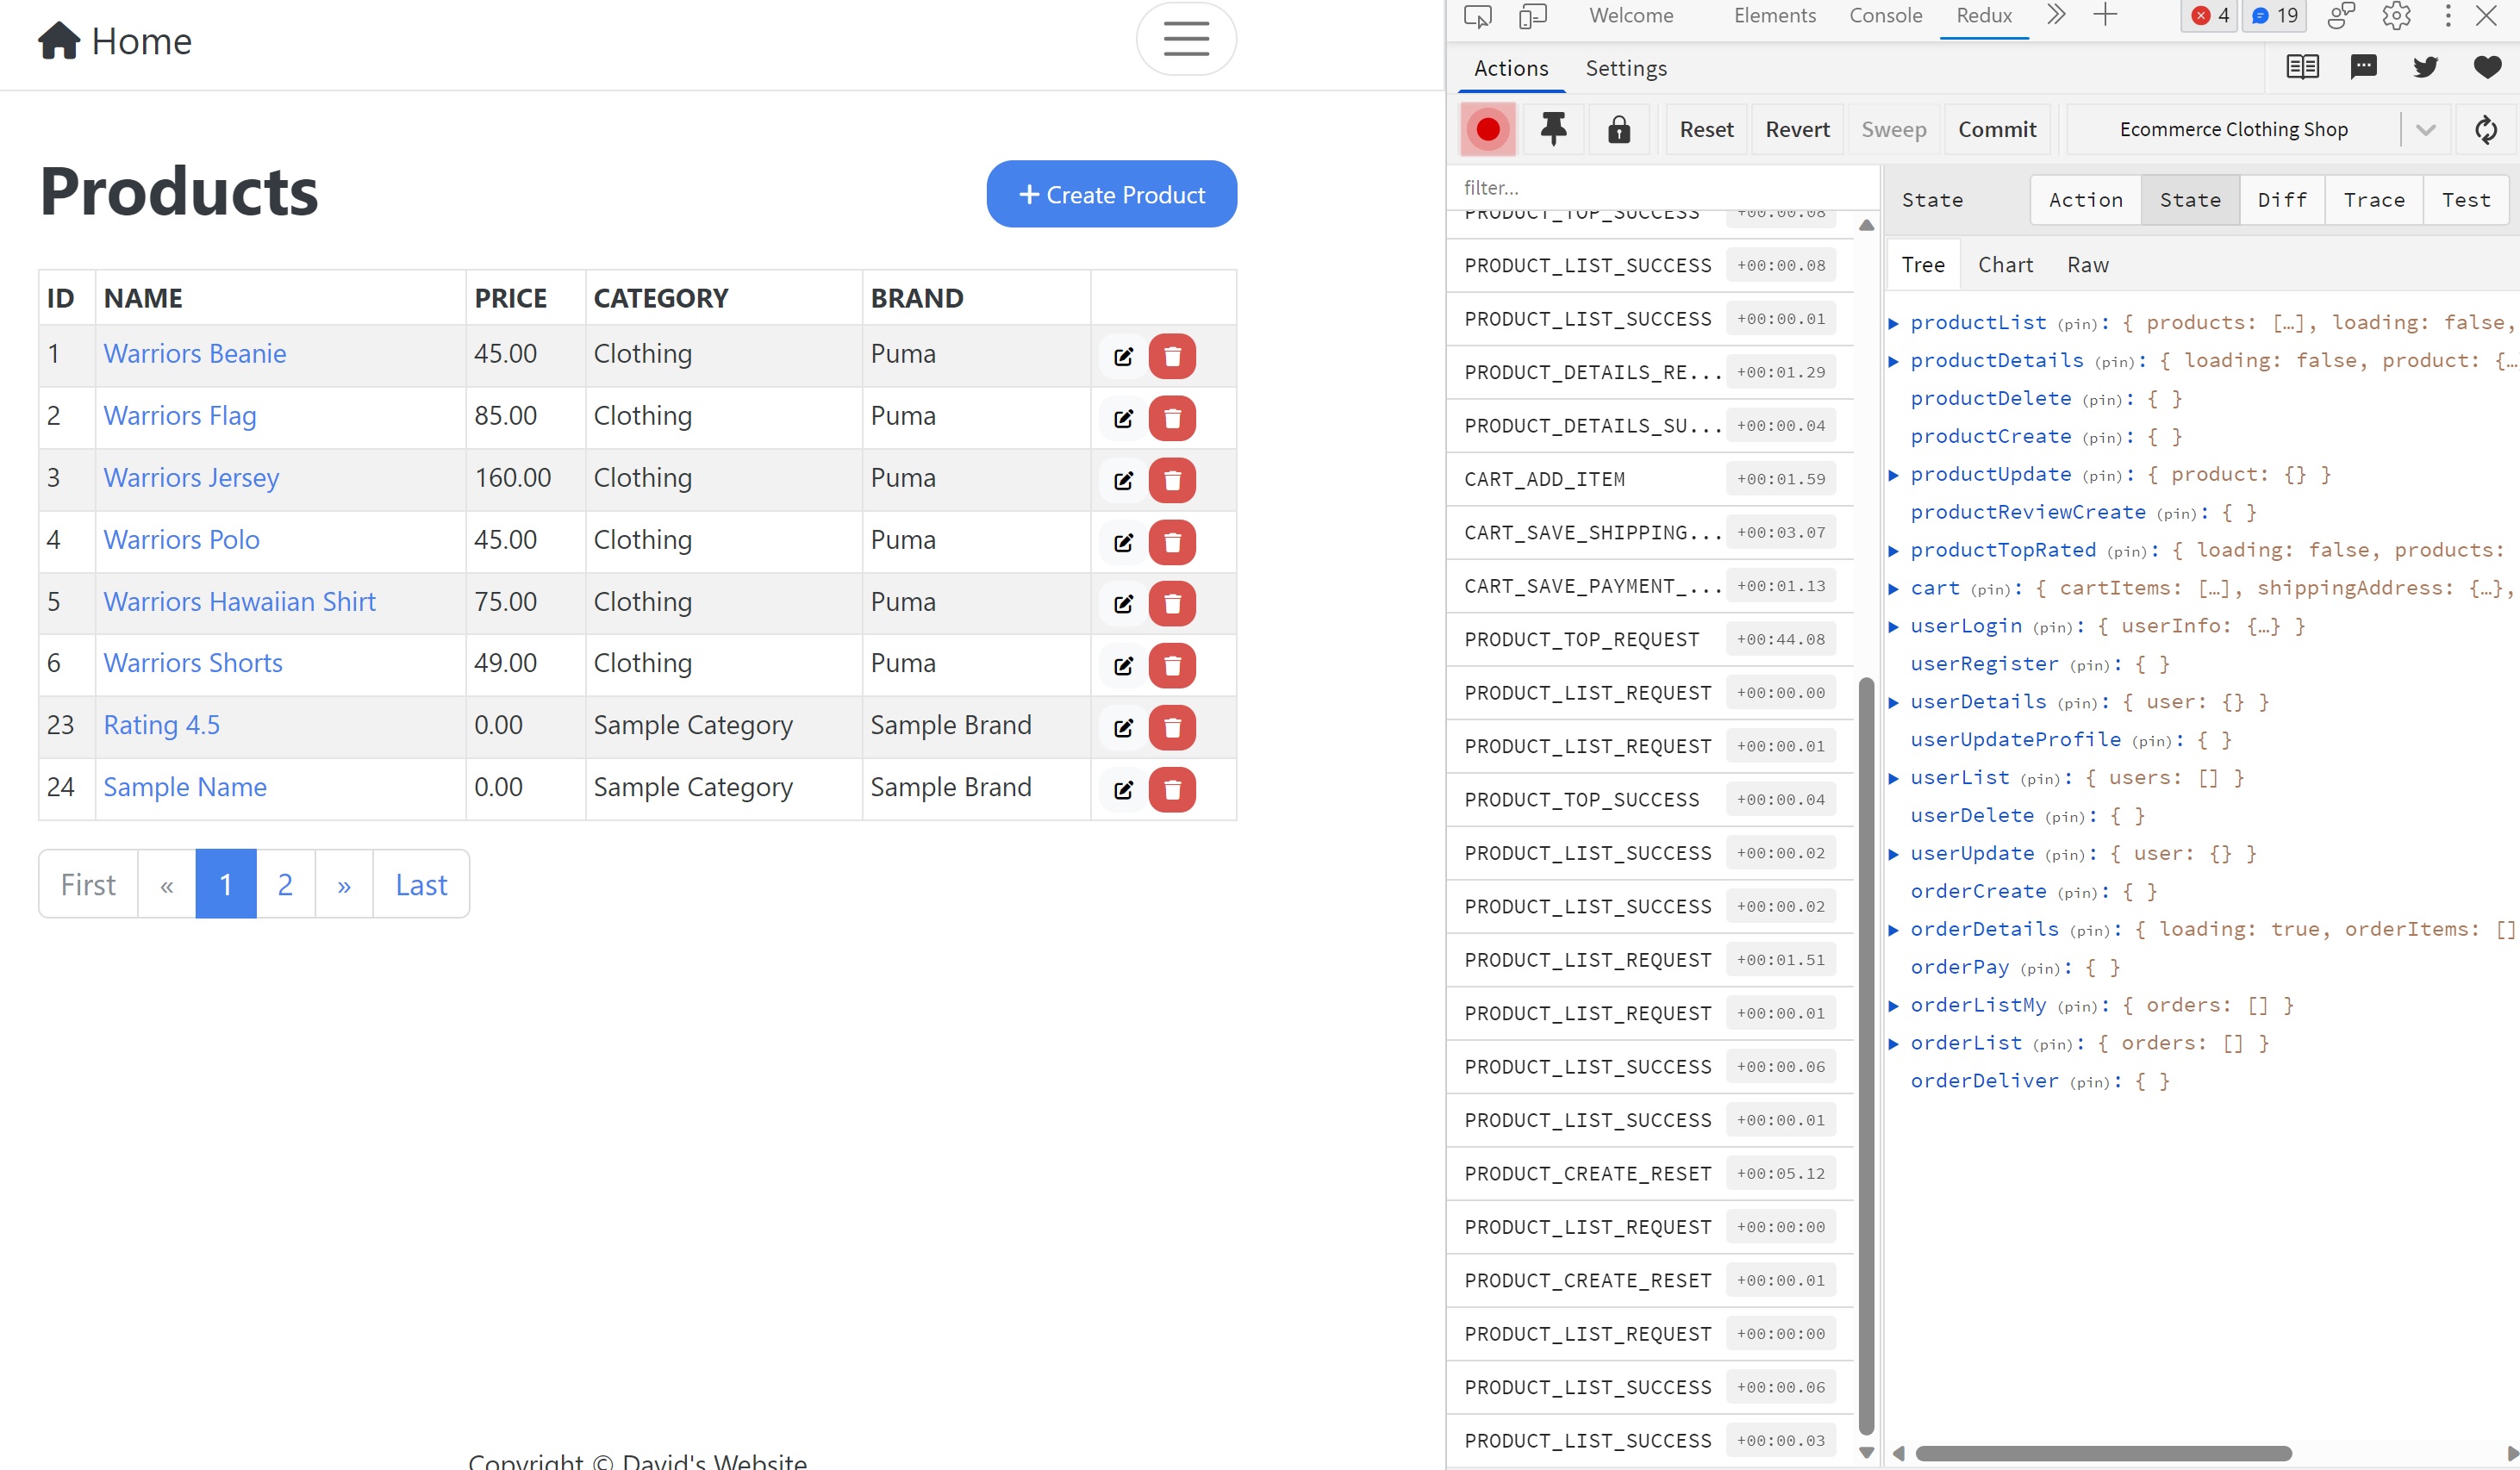 Home
Products
Create Product
ID NAME PRICE CATEGORY BRAND
1 Warriors Beanie 45.00 Clothing Puma
2 Warriors Flag 85.00 Clothing Puma
3 Warriors Jersey 160.00 Clothing Puma
4 Warriors Polo 45.00 Clothing Puma
5 Warriors Hawaiian Shirt 75.00 Clothing Puma
6 Warriors Shorts 49.00 Clothing Puma
23 Rating 4.5 0.00 Sample Category Sample Brand
24 Sample Name 0.00 Sample Category Sample Brand
First « 1 2 » Last
Copyright © David's Website
Welcome Elements Console Redux 4 19
Actions Settings
Reset Revert Sweep Commit Ecommerce Clothing Shop
filter...
PRODUCT_TOP_SUCCESS +00:00.08
PRODUCT_LIST_SUCCESS +00:00.08
PRODUCT_LIST_SUCCESS +00:00.01
PRODUCT_DETAILS_RE... +00:01.29
PRODUCT_DETAILS_SU... +00:00.04
CART_ADD_ITEM +00:01.59
CART_SAVE_SHIPPING... +00:03.07
CART_SAVE_PAYMENT_... +00:01.13
PRODUCT_TOP_REQUEST +00:44.08
PRODUCT_LIST_REQUEST +00:00.00
PRODUCT_LIST_REQUEST +00:00.01
PRODUCT_TOP_SUCCESS +00:00.04
PRODUCT_LIST_SUCCESS +00:00.02
PRODUCT_LIST_SUCCESS +00:00.02
PRODUCT_LIST_REQUEST +00:01.51
PRODUCT_LIST_REQUEST +00:00.01
PRODUCT_LIST_SUCCESS +00:00.06
PRODUCT_LIST_SUCCESS +00:00.01
PRODUCT_CREATE_RESET +00:05.12
PRODUCT_LIST_REQUEST +00:00:00
PRODUCT_CREATE_RESET +00:00.01
PRODUCT_LIST_REQUEST +00:00:00
PRODUCT_LIST_SUCCESS +00:00.06
PRODUCT_LIST_SUCCESS +00:00.03
State Action State Diff Trace Test
Tree Chart Raw
productList (pin): { products: […], loading: false,
productDetails (pin): { loading: false, product: {…
productDelete (pin): { }
productCreate (pin): { }
productUpdate (pin): { product: {} }
productReviewCreate (pin): { }
productTopRated (pin): { loading: false, products:
cart (pin): { cartItems: […], shippingAddress: {…},
userLogin (pin): { userInfo: {…} }
userRegister (pin): { }
userDetails (pin): { user: {} }
userUpdateProfile (pin): { }
userList (pin): { users: [] }
userDelete (pin): { }
userUpdate (pin): { user: {} }
orderCreate (pin): { }
orderDetails (pin): { loading: true, orderItems: []
orderPay (pin): { }
orderListMy (pin): { orders: [] }
orderList (pin): { orders: [] }
orderDeliver (pin): { }